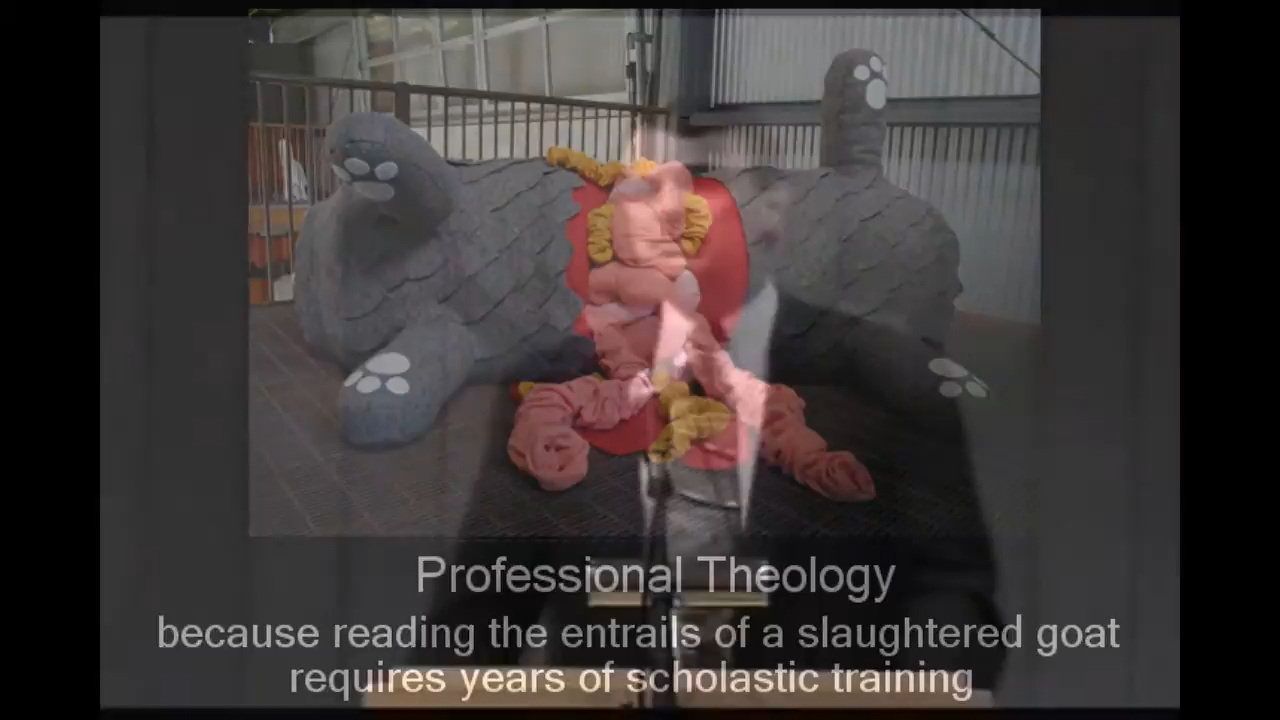 Professional Theology
because reading the entrails of a slaughtered goat
requires years of scholastic training